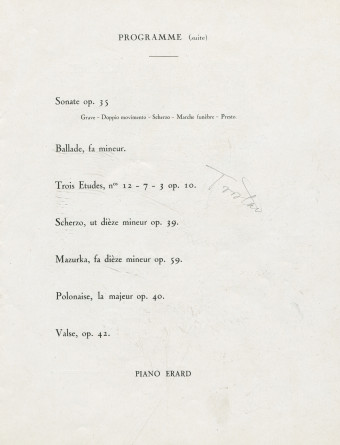 PROGRAMME (suite)
Sonate op. 35
Grave - Doppio movimento - Scherzo - Marche funèbre - Presto
Ballade, fa mineur.
Trois Etudes, nos 12 - 7 - 3 op. 10.
Scherzo, ut dièze mineur op. 39.
Mazurka, fa dièze mineur op. 59.
Polonaise, la majeur op. 40.
Valse, op. 42.
PIANO ERARD